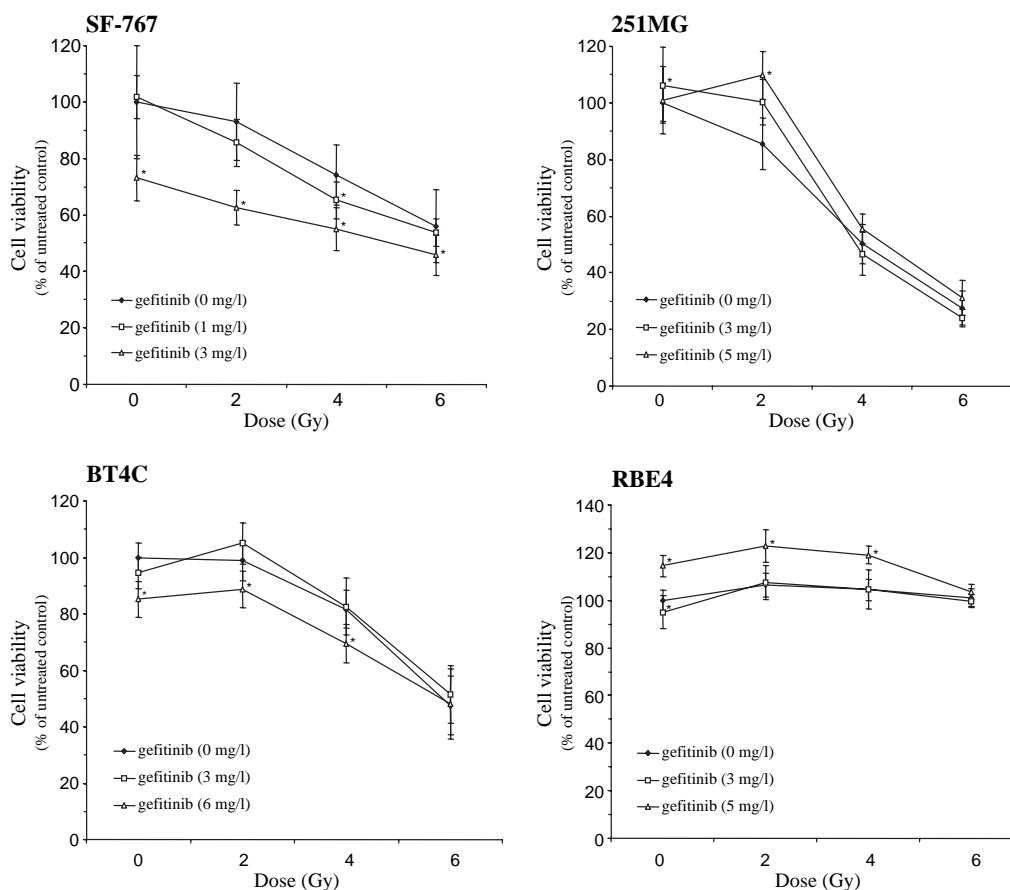 SF-767
120
100
80
60
40
20
0
Cell viability
(% of untreated control)
* * * * *
gefitinib (0 mg/l)
gefitinib (1 mg/l)
gefitinib (3 mg/l)
0 2 4 6
Dose (Gy)
251MG
120
100
80
60
40
20
0
Cell viability
(% of untreated control)
* *
gefitinib (0 mg/l)
gefitinib (3 mg/l)
gefitinib (5 mg/l)
0 2 4 6
Dose (Gy)
BT4C
120
100
80
60
40
20
0
Cell viability
(% of untreated control)
* * *
gefitinib (0 mg/l)
gefitinib (3 mg/l)
gefitinib (6 mg/l)
0 2 4 6
Dose (Gy)
RBE4
140
120
100
80
60
40
20
0
Cell viability
(% of untreated control)
* * * *
gefitinib (0 mg/l)
gefitinib (3 mg/l)
gefitinib (5 mg/l)
0 2 4 6
Dose (Gy)